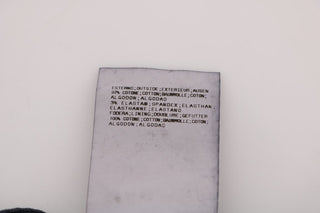 ESTERNO;OUTSIDE;EXTERIEUR;AUSEN
97% COTONE;COTTON;BAUMWOLLE;COTON;
ALGODON;ALGODAO
3% ELASTAN;SPANDEX;ELASTHAN
ELASTHANNE;ELASTANO
FODERA;LINING;DOUBLURE;GEFUTTER
100% COTONE;COTTON;BAUMWOLLE;COTON;
ALGODON;ALGODAO